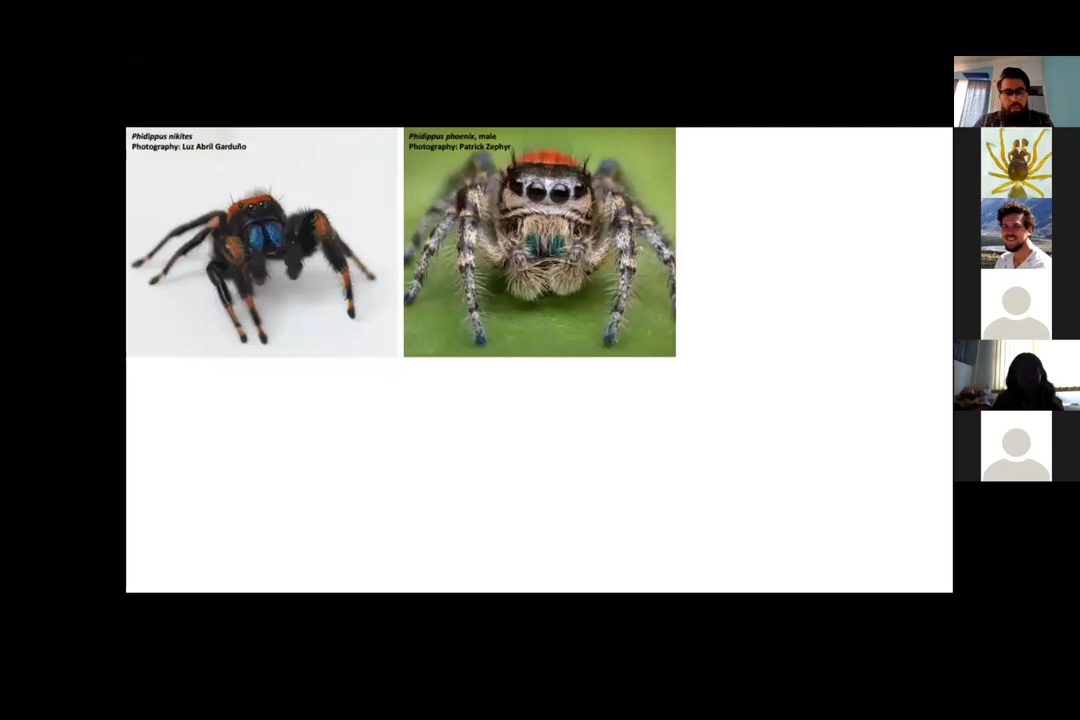 Phidippus nikites
Photography: Luz Abril Garduño
Phidippus phoenix, male
Photography: Patrick Zephyr